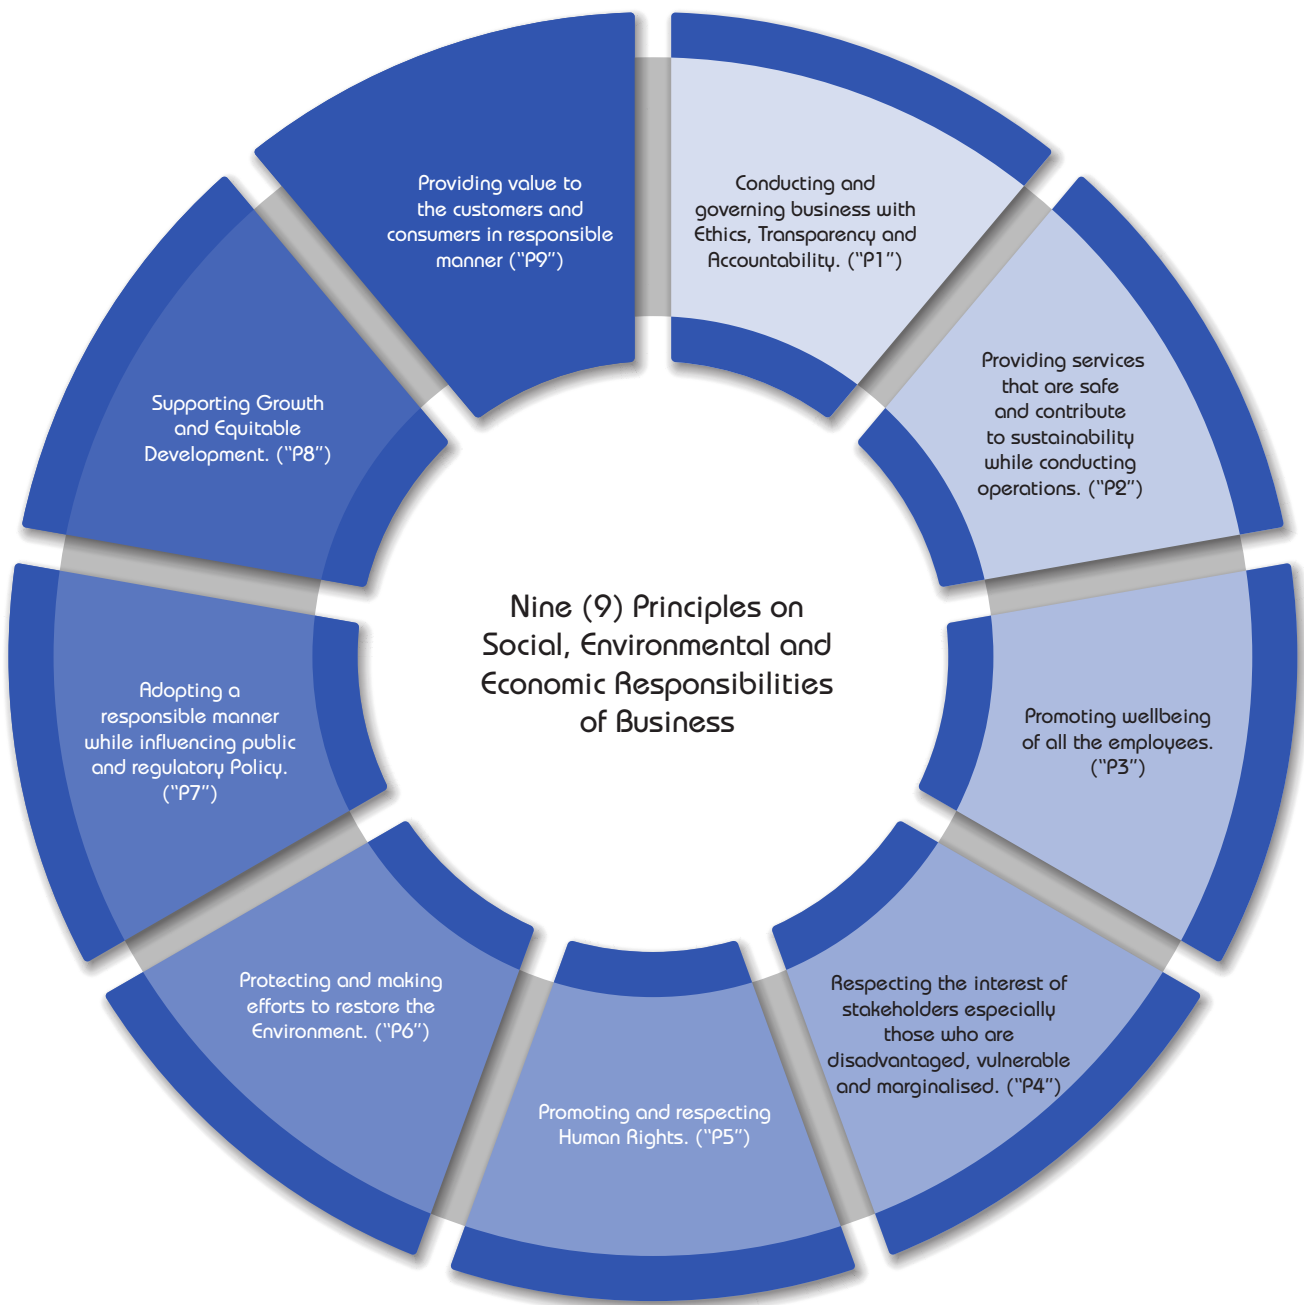 Nine (9) Principles on
Social, Environmental and
Economic Responsibilities
of Business
Conducting and
governing business with
Ethics, Transparency and
Accountability. (“P1”)
Providing services
that are safe
and contribute
to sustainability
while conducting
operations. (“P2”)
Promoting wellbeing
of all the employees.
(“P3”)
Respecting the interest of
stakeholders especially
those who are
disadvantaged, vulnerable
and marginalised. (“P4”)
Promoting and respecting
Human Rights. (“P5”)
Protecting and making
efforts to restore the
Environment. (“P6”)
Adopting a
responsible manner
while influencing public
and regulatory Policy.
(“P7”)
Supporting Growth
and Equitable
Development. (“P8”)
Providing value to
the customers and
consumers in responsible
manner (“P9”)